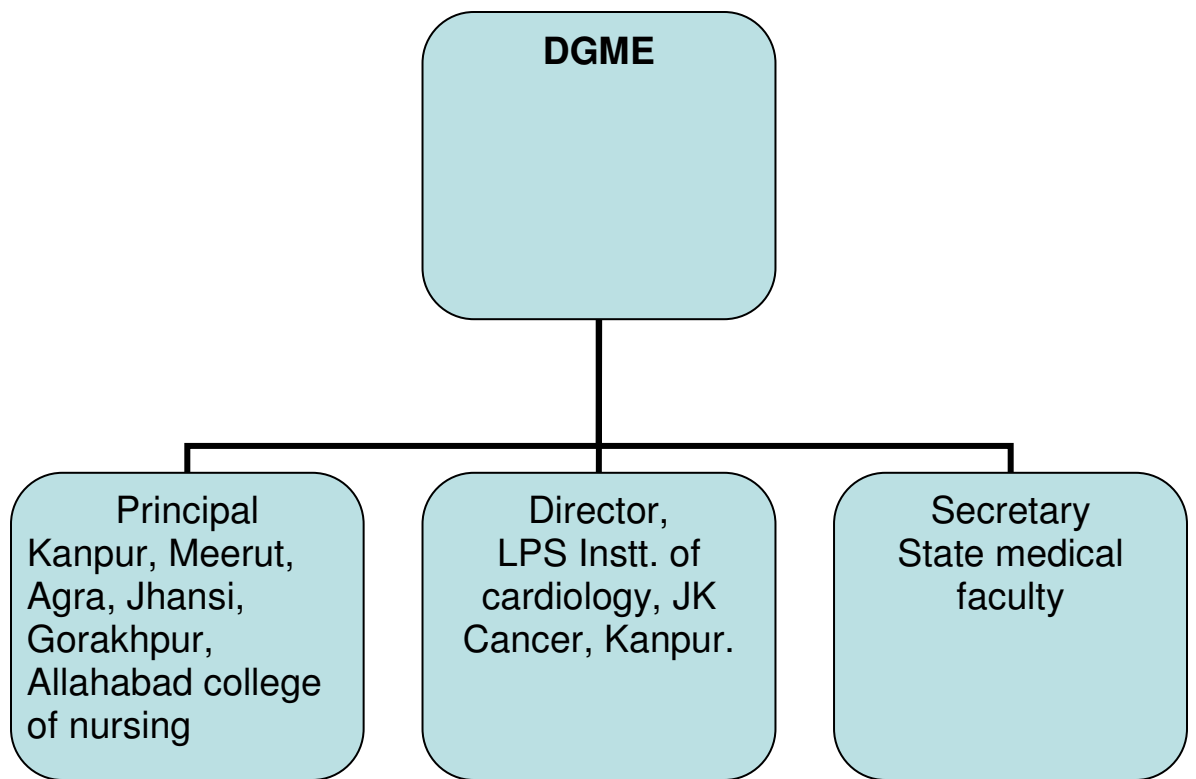 DGME
Principal
Kanpur, Meerut,
Agra, Jhansi,
Gorakhpur,
Allahabad college
of nursing
Director,
LPS Instt. of
cardiology, JK
Cancer, Kanpur.
Secretary
State medical
faculty